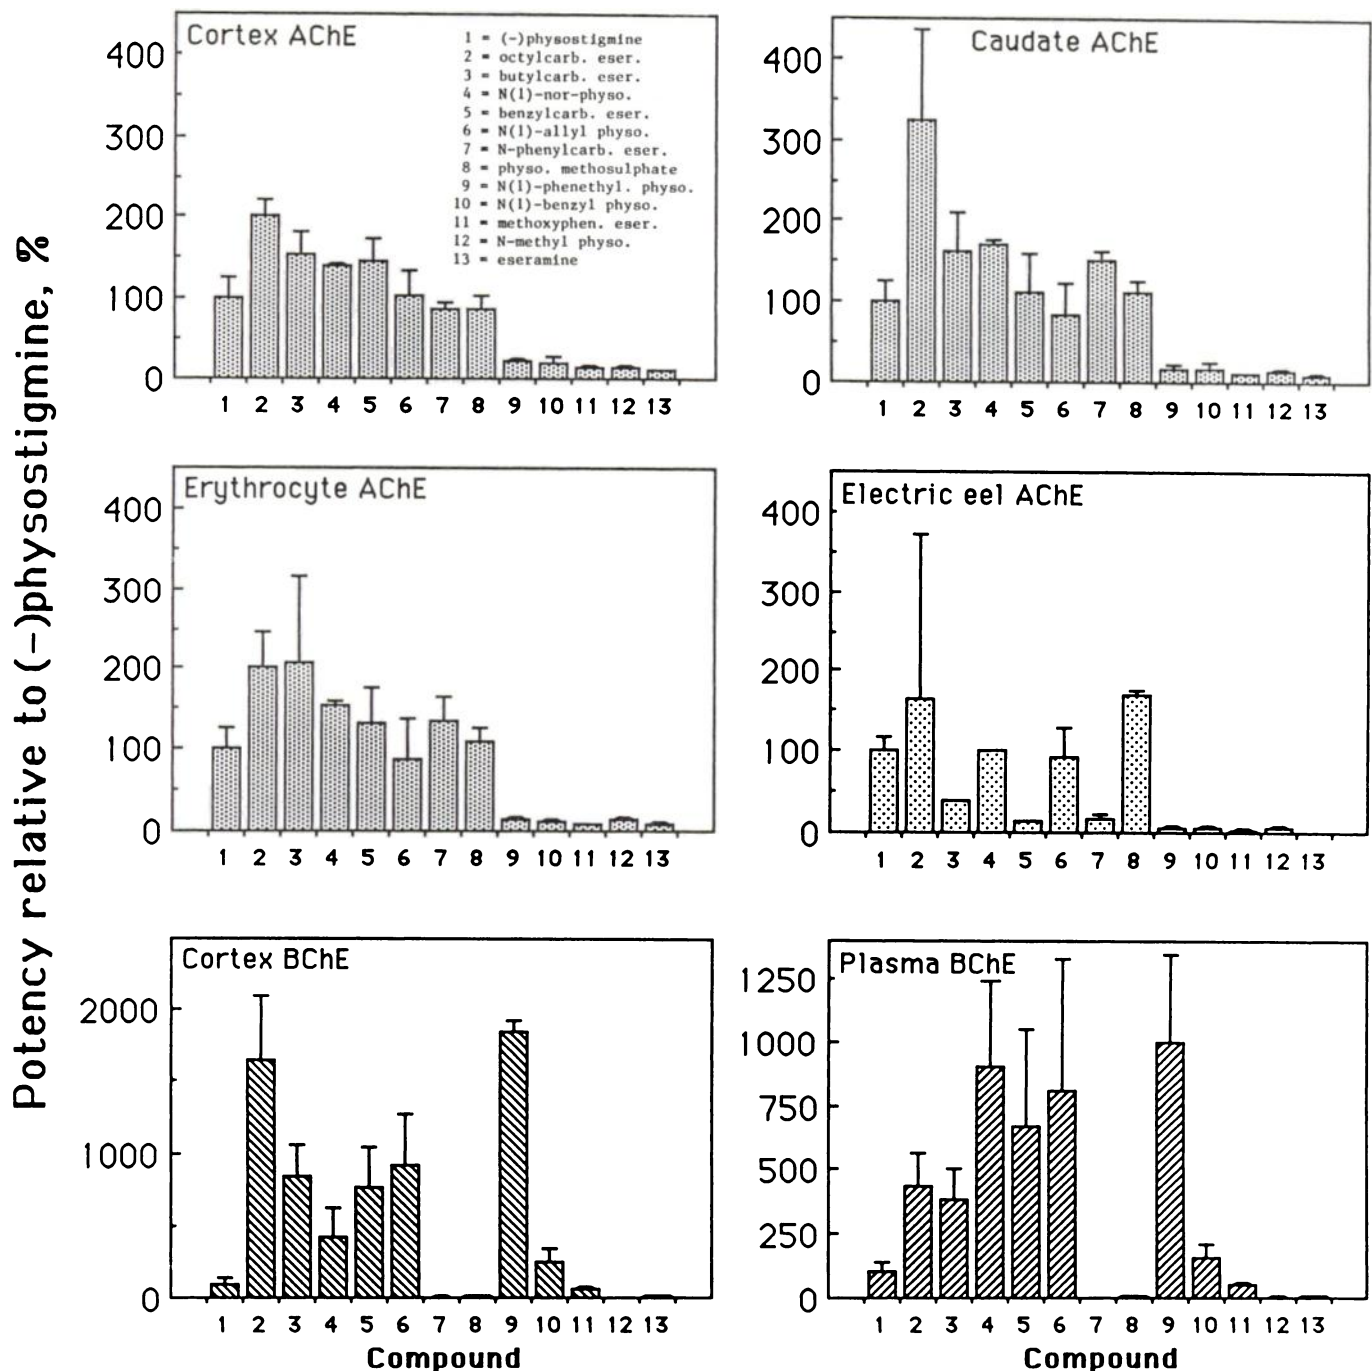 Potency relative to (-)physostigmine, %
Cortex AChE
1 = (-)physostigmine
2 = octylcarb. eser.
3 = butylcarb. eser.
4 = N(1)-nor-physo.
5 = benzylcarb. eser.
6 = N(1)-allyl physo.
7 = N-phenylcarb. eser.
8 = physo. methosulphate
9 = N(1)-phenethyl. physo.
10 = N(1)-benzyl physo.
11 = methoxyphen. eser.
12 = N-methyl physo.
13 = eseramine
400
300
200
100
0
1 2 3 4 5 6 7 8 9 10 11 12 13
Caudate AChE
400
300
200
100
0
1 2 3 4 5 6 7 8 9 10 11 12 13
Erythrocyte AChE
400
300
200
100
0
1 2 3 4 5 6 7 8 9 10 11 12 13
Electric eel AChE
400
300
200
100
0
1 2 3 4 5 6 7 8 9 10 11 12 13
Cortex BChE
2000
1000
0
1 2 3 4 5 6 7 8 9 10 11 12 13
Compound
Plasma BChE
1250
1000
750
500
250
0
1 2 3 4 5 6 7 8 9 10 11 12 13
Compound